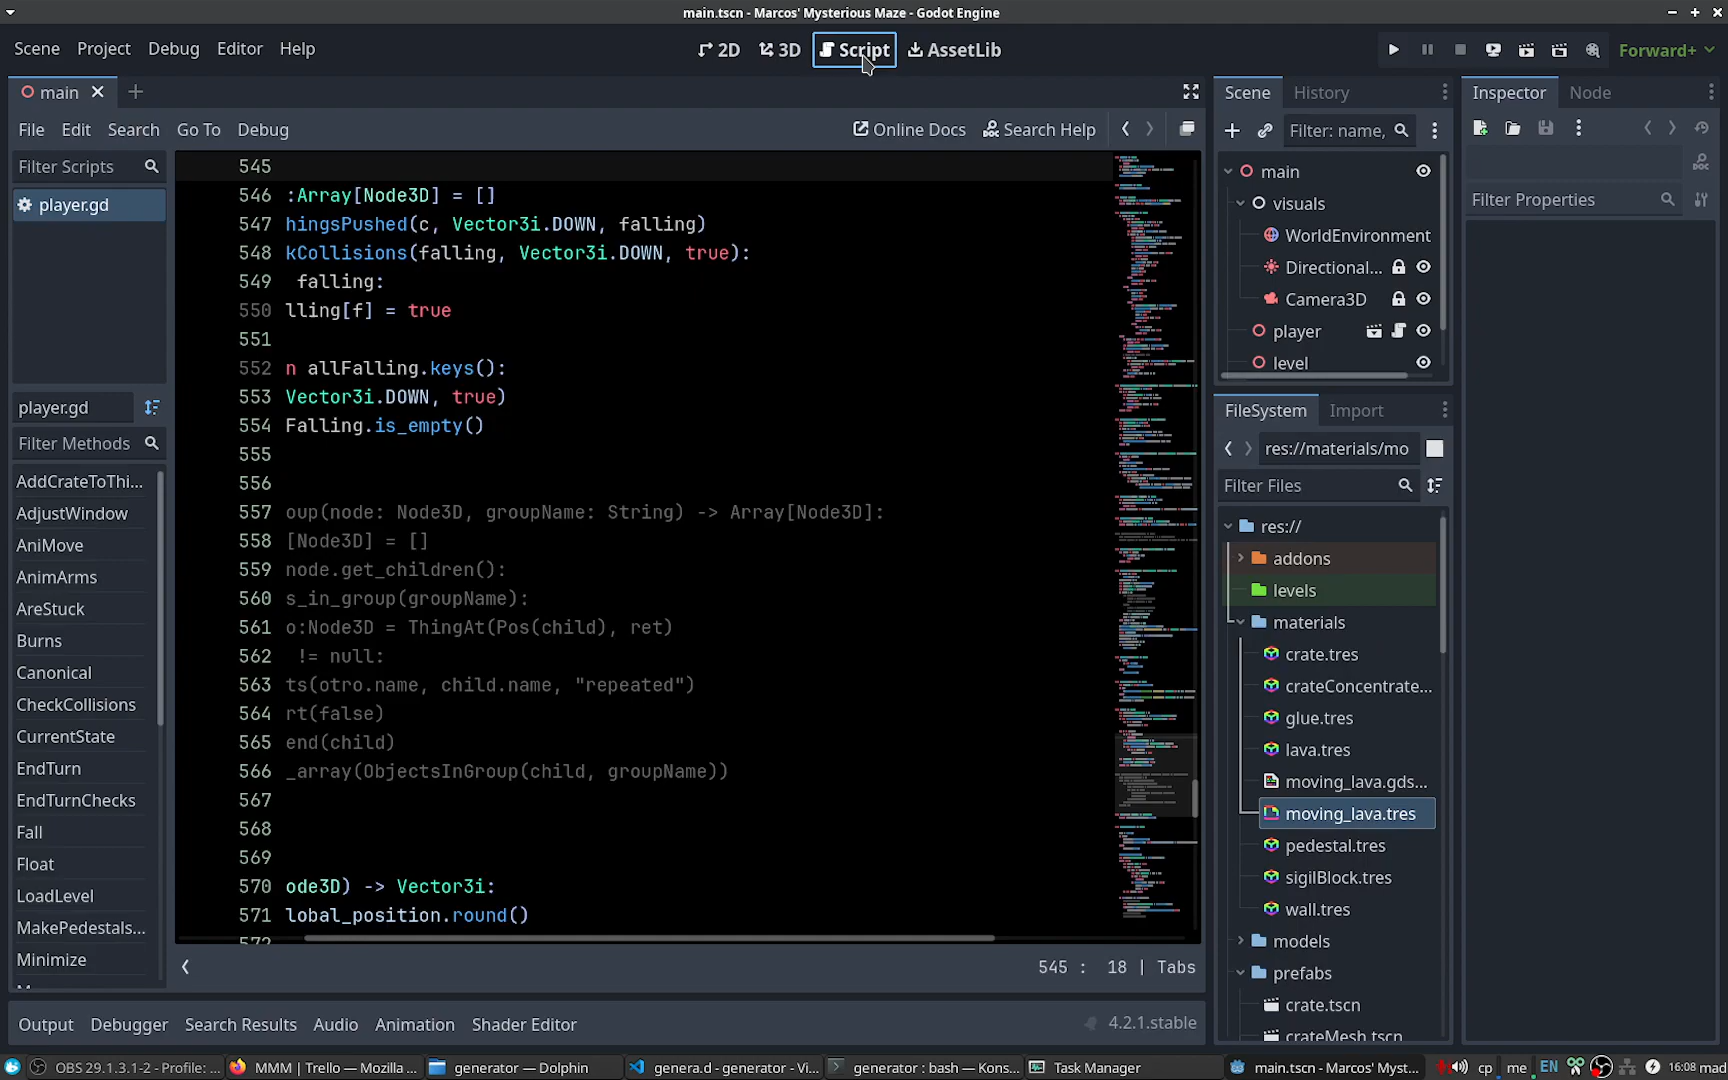 main.tscn - Marcos' Mysterious Maze - Godot Engine
Scene Project Debug Editor Help
2D 3D Script AssetLib
Forward+
main
File Edit Search Go To Debug
Online Docs Search Help
Filter Scripts
player.gd
player.gd
Filter Methods
AddCrateToThi...
AdjustWindow
AniMove
AnimArms
AreStuck
Burns
Canonical
CheckCollisions
CurrentState
EndTurn
EndTurnChecks
Fall
Float
LoadLevel
MakePedestals...
Minimize
545
546 :Array[Node3D] = []
547 hingsPushed(c, Vector3i.DOWN, falling)
548 kCollisions(falling, Vector3i.DOWN, true):
549 falling:
550 lling[f] = true
551
552 n allFalling.keys():
553 Vector3i.DOWN, true)
554 Falling.is_empty()
555
556
557 oup(node: Node3D, groupName: String) -> Array[Node3D]:
558 [Node3D] = []
559 node.get_children():
560 s_in_group(groupName):
561 o:Node3D = ThingAt(Pos(child), ret)
562 != null:
563 ts(otro.name, child.name, "repeated")
564 rt(false)
565 end(child)
566 _array(ObjectsInGroup(child, groupName))
567
568
569
570 ode3D) -> Vector3i:
571 lobal_position.round()
572
545 : 18 | Tabs
Output Debugger Search Results Audio Animation Shader Editor
4.2.1.stable
Scene History
Filter: name,
main
visuals
WorldEnvironment
Directional...
Camera3D
player
level
FileSystem Import
res://materials/mo
Filter Files
res://
addons
levels
materials
crate.tres
crateConcentrate...
glue.tres
lava.tres
moving_lava.gds...
moving_lava.tres
pedestal.tres
sigilBlock.tres
wall.tres
models
prefabs
crate.tscn
crateMesh.tscn
Inspector Node
Filter Properties
OBS 29.1.3.1-2 - Profile: ...
MMM | Trello — Mozilla ...
generator — Dolphin
genera.d - generator - Vi...
generator : bash — Kons...
Task Manager
main.tscn - Marcos' Myst...
cp me EN
16:08 mad